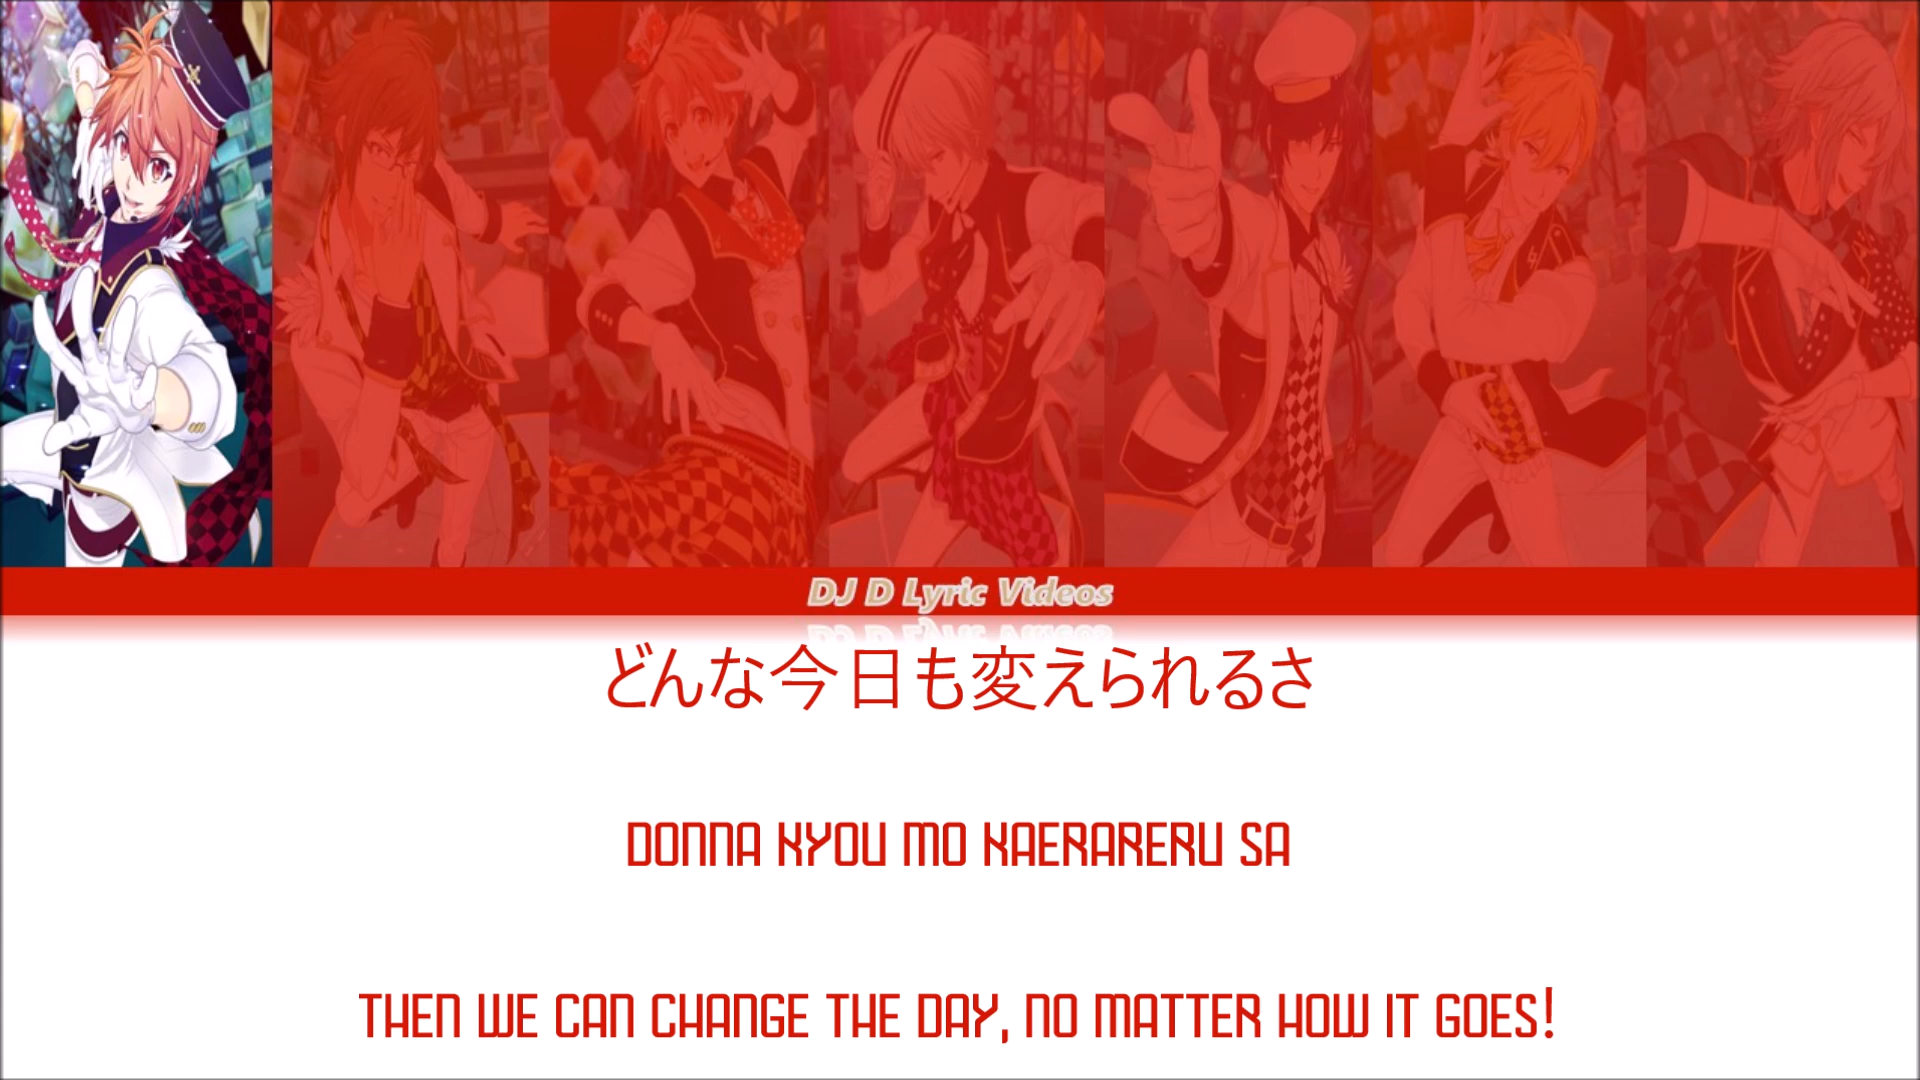 DJ D Lyric Videos
どんな今日も変えられるさ
DONNA KYOU MO KAERARERU SA
THEN WE CAN CHANGE THE DAY, NO MATTER HOW IT GOES!